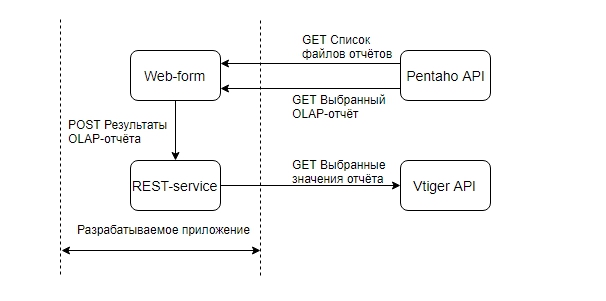 GET Список
файлов отчётов
Web-form
Pentaho API
GET Выбранный
OLAP-отчёт
POST Результаты
OLAP-отчёта
GET Выбранные
значения отчёта
REST-service
Vtiger API
Разрабатываемое приложение